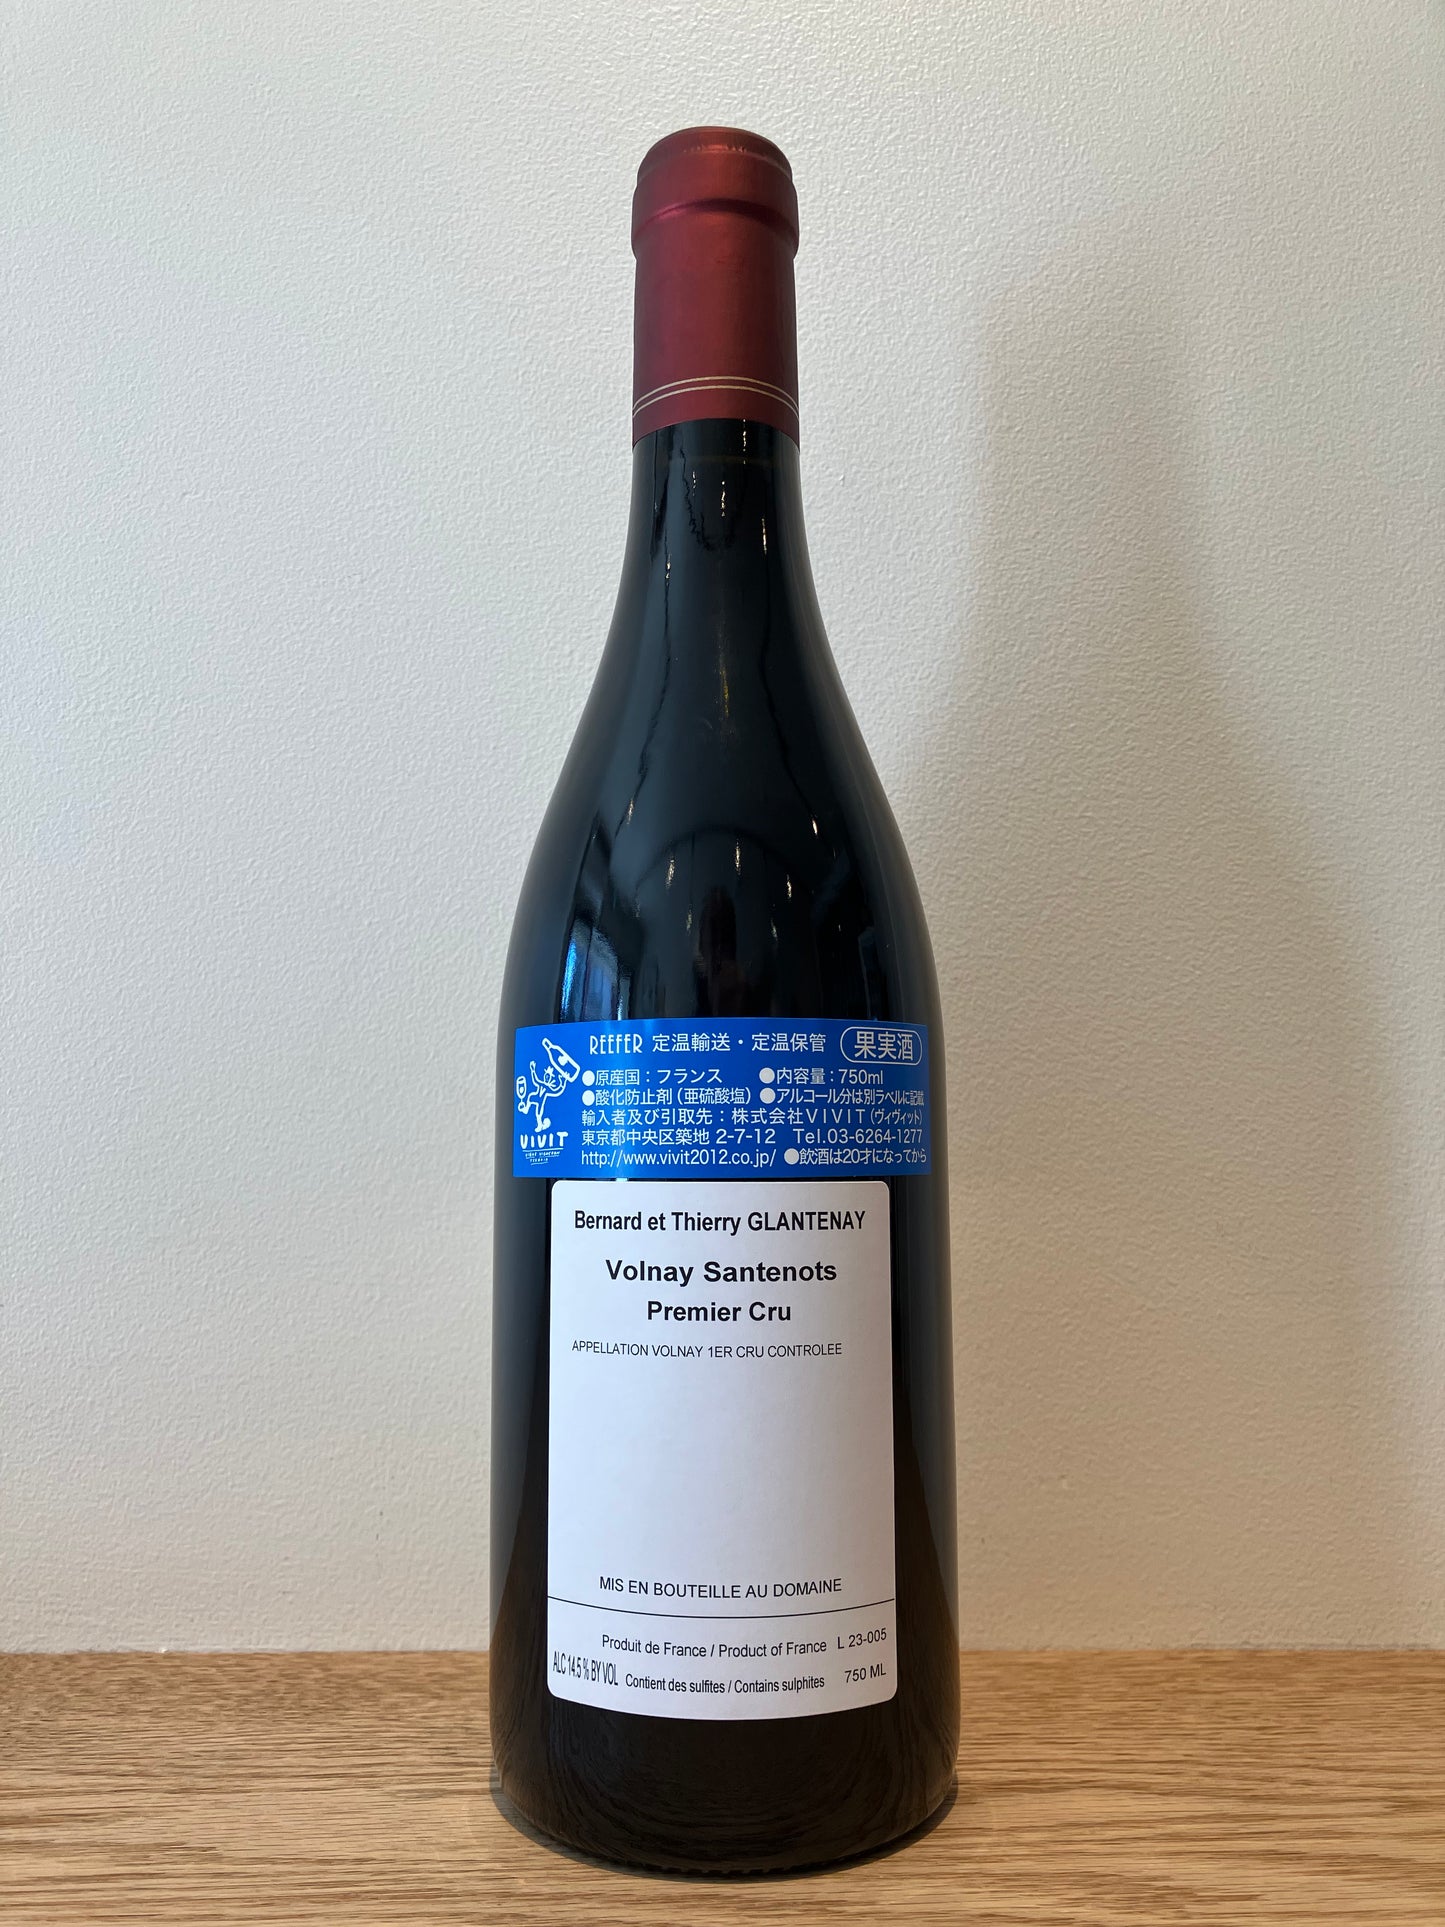 REEFER 定温輸送・定温保管 果実酒
●原産国：フランス ●内容量：750ml
●酸化防止剤（亜硫酸塩） ●アルコール分は別ラベルに記載
輸入者及び引取先：株式会社VIVIT（ヴィヴィット）
東京都中央区築地 2-7-12 Tel.03-6264-1277
http://www.vivit2012.co.jp/ ●飲酒は20才になってから
VIVIT
Bernard et Thierry GLANTENAY
Volnay Santenots
Premier Cru
APPELLATION VOLNAY 1ER CRU CONTROLEE
MIS EN BOUTEILLE AU DOMAINE
Produit de France / Product of France L 23-005
ALC 14.5 % BY VOL Contient des sulfites / Contains sulphites 750 ML